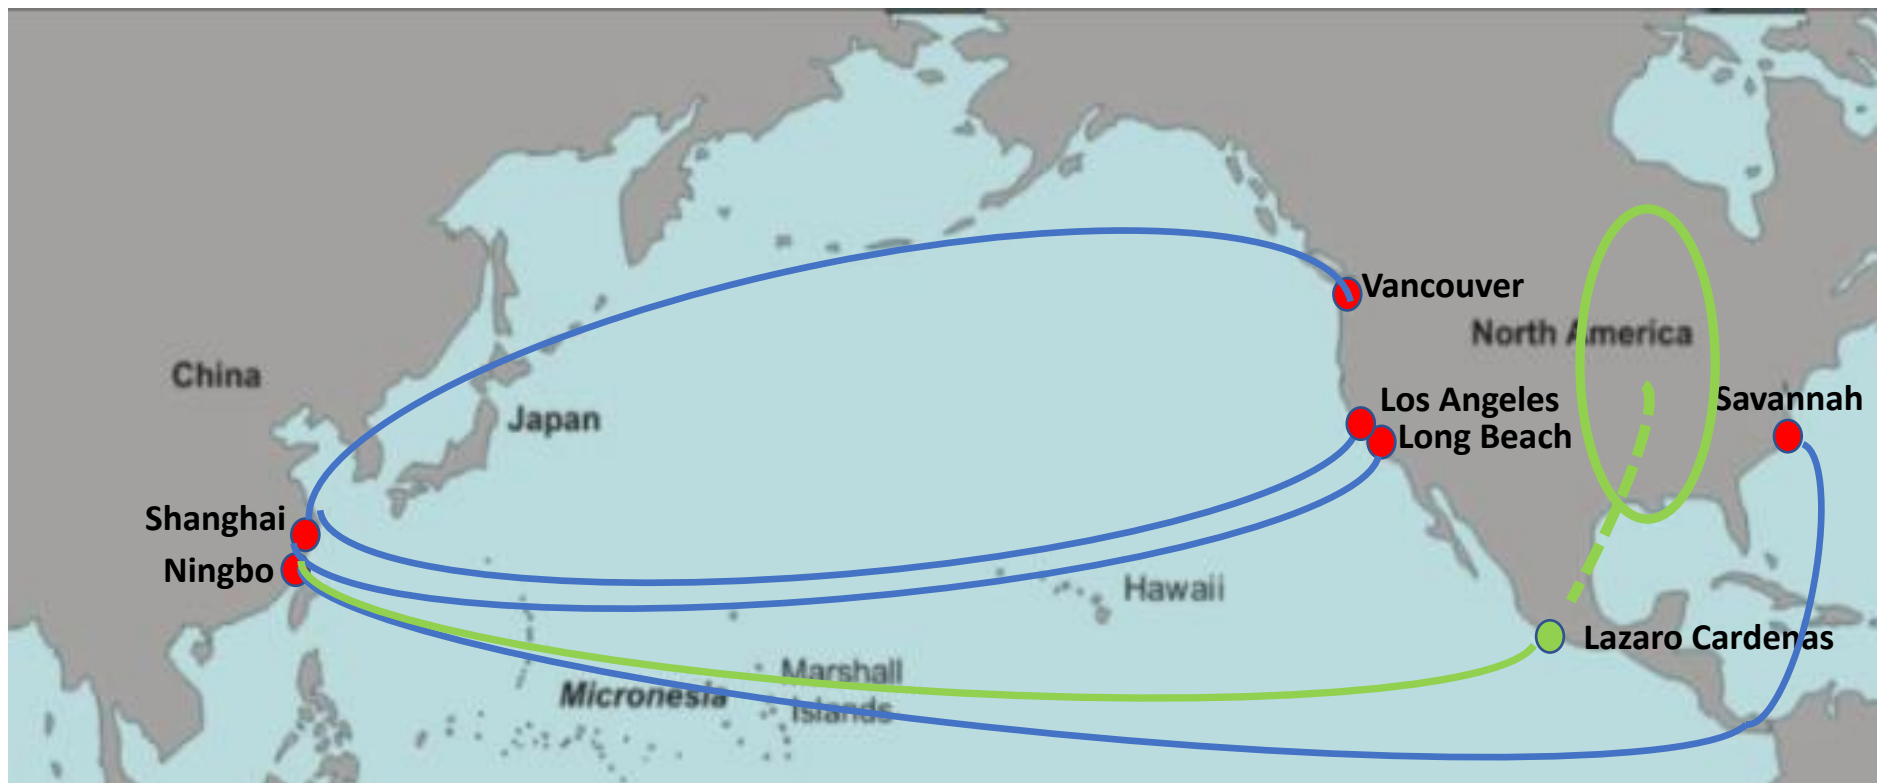 Vancouver
North America
China
Los Angeles
Savannah
Japan
Long Beach
Shanghai
Ningbo
Hawaii
Lazaro Cardenas
Marshall
Islands
Micronesia